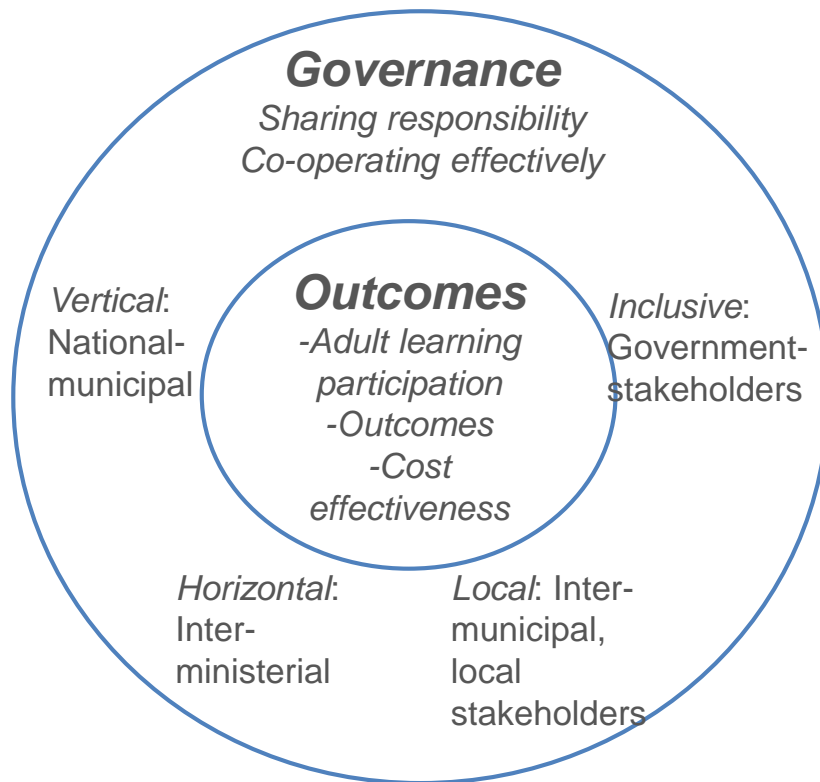 Governance
Sharing responsibility
Co-operating effectively
Vertical:
National-
municipal
Outcomes
-Adult learning
participation
-Outcomes
-Cost
effectiveness
Inclusive:
Government-
stakeholders
Horizontal:
Inter-
ministerial
Local: Inter-
municipal,
local
stakeholders